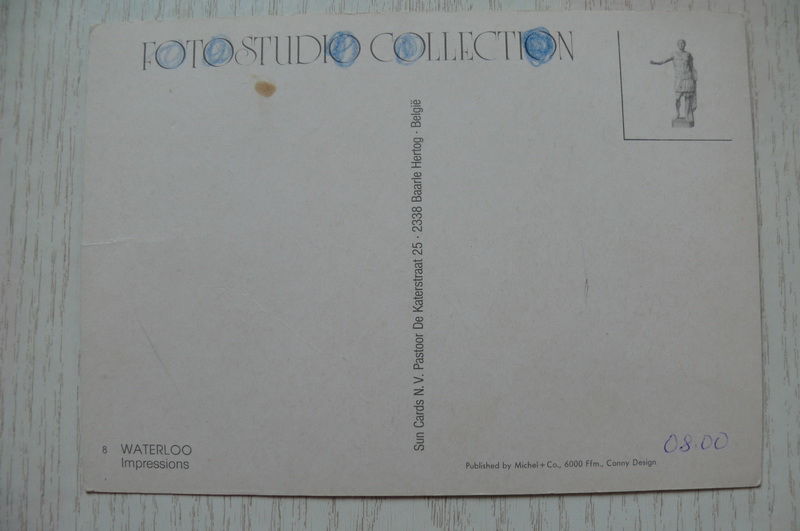 FOTOSTUDIO COLLECTION
Sun Cards N. V. Pastoor De Katerstraat 25 · 2338 Baarle Hertog · België
8 WATERLOO
Impressions
Published by Michel + Co., 6000 Ffm., Conny Design
08.00